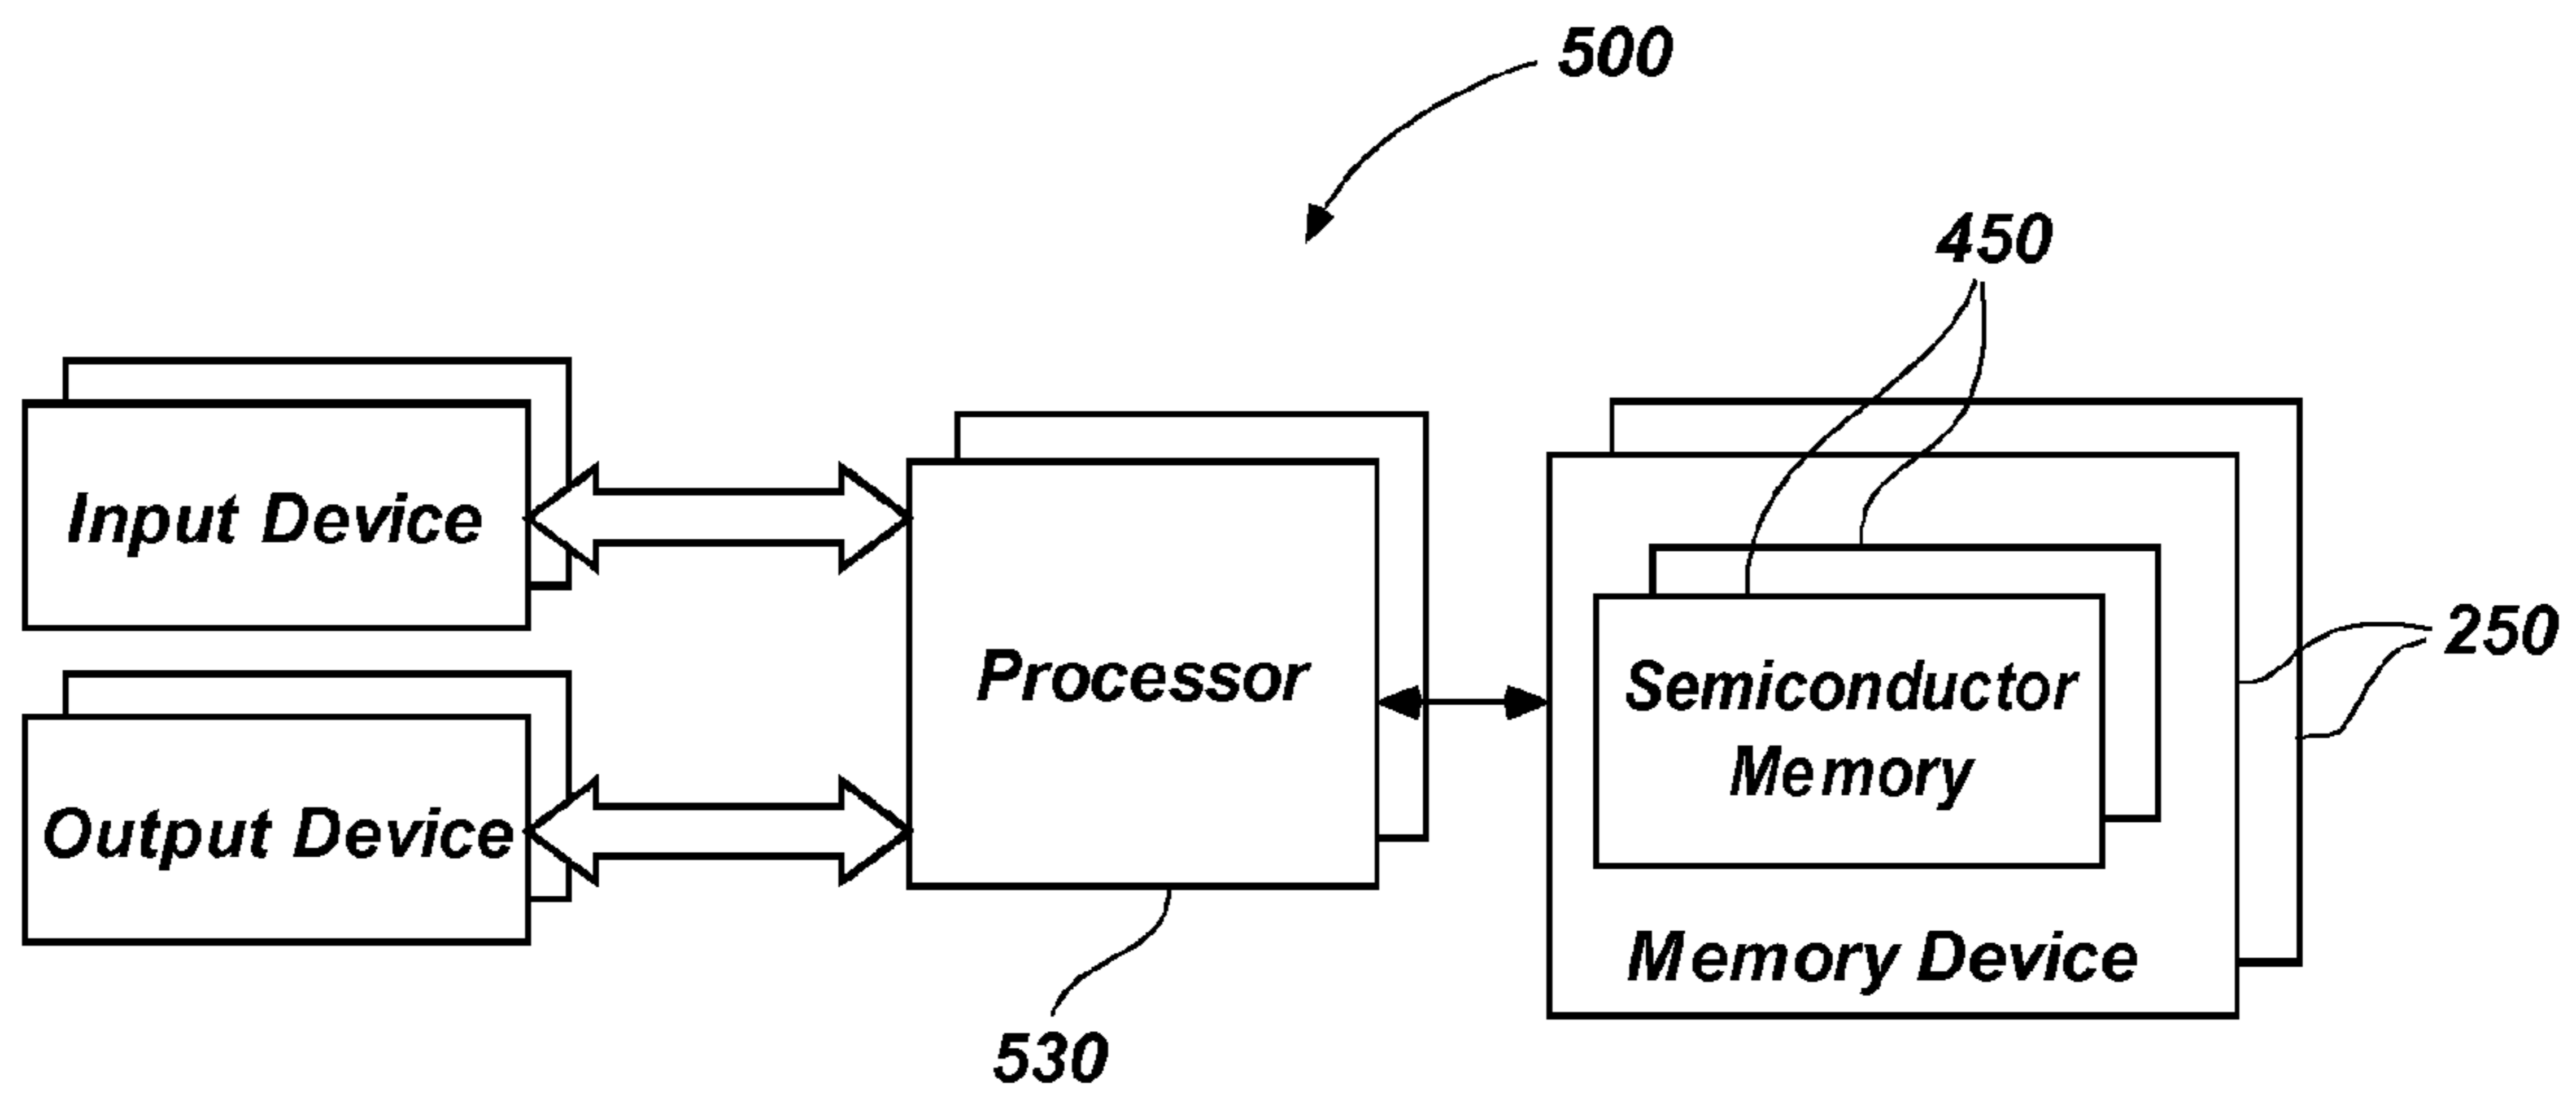 500
450
Input Device
Processor
Semiconductor
Memory
250
Output Device
Memory Device
530